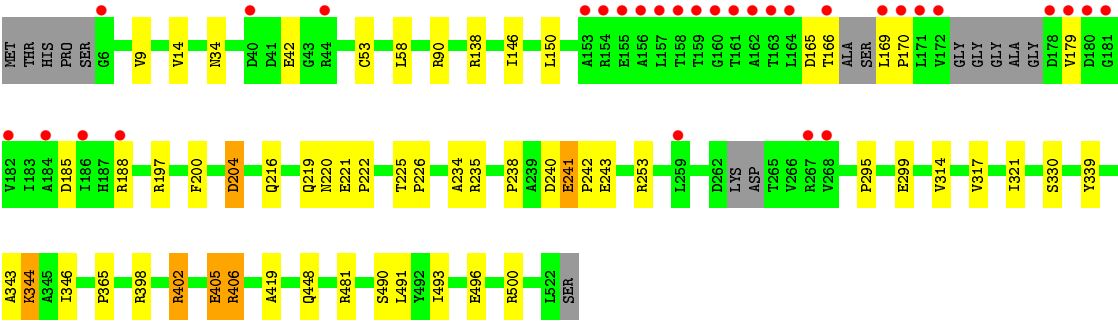 MET THR HIS PRO SER G6 V9 V14 N34 D40 D41 E42 G43 R44 C53 L58 R90 R138 I146 L150 A153 R154 E155 A156 L157 T158 T159 G160 T161 A162 T163 L164 D165 T166 ALA SER L169 P170 L171 V172 GLY GLY GLY ALA GLY D178 V179 D180 G181
V182 I183 A184 D185 I186 H187 R188 R197 F200 D204 Q216 Q219 N220 E221 P222 T225 P226 A234 R235 P238 A239 D240 E241 P242 E243 R253 L259 D262 LYS ASP T265 V266 R267 V268 P295 E299 V314 V317 I321 S330 Y339
A343 K344 A345 I346 P365 R398 R402 E405 R406 A419 Q448 R481 S490 L491 Y492 I493 E496 R500 L522 SER